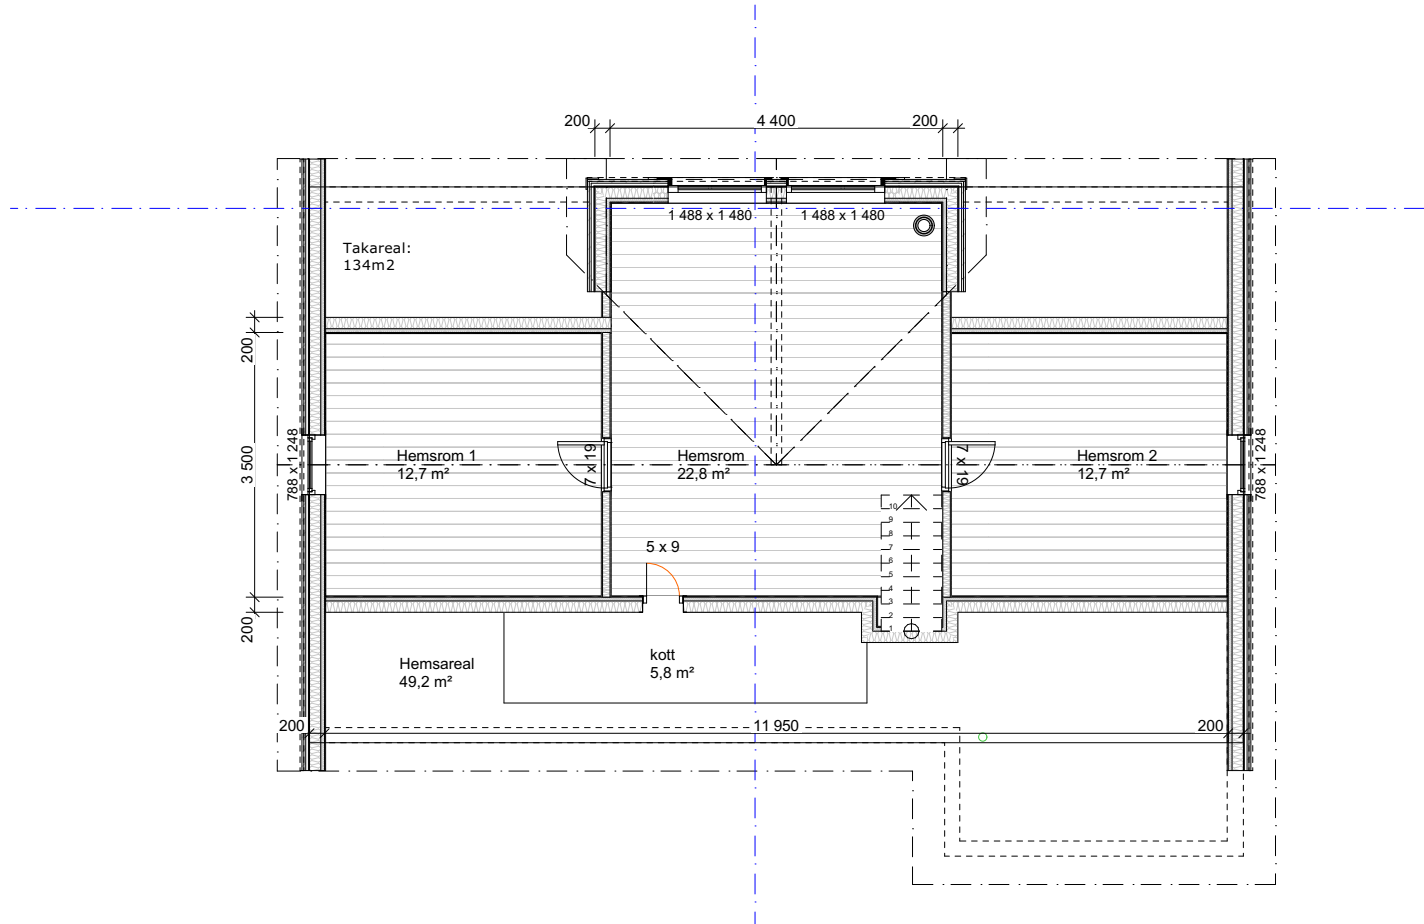 200
4 400
200
1 488 x 1 480
1 488 x 1 480
Takareal:
134m2
200
3 500
200
788 x 1 248
Hemsrom 1
12,7 m²
7 x 19
Hemsrom
22,8 m²
7 x 19
Hemsrom 2
12,7 m²
788 x 1 248
10
9
8
7
6
5
4
3
2
1
5 x 9
Hemsareal
49,2 m²
kott
5,8 m²
200
11 950
200